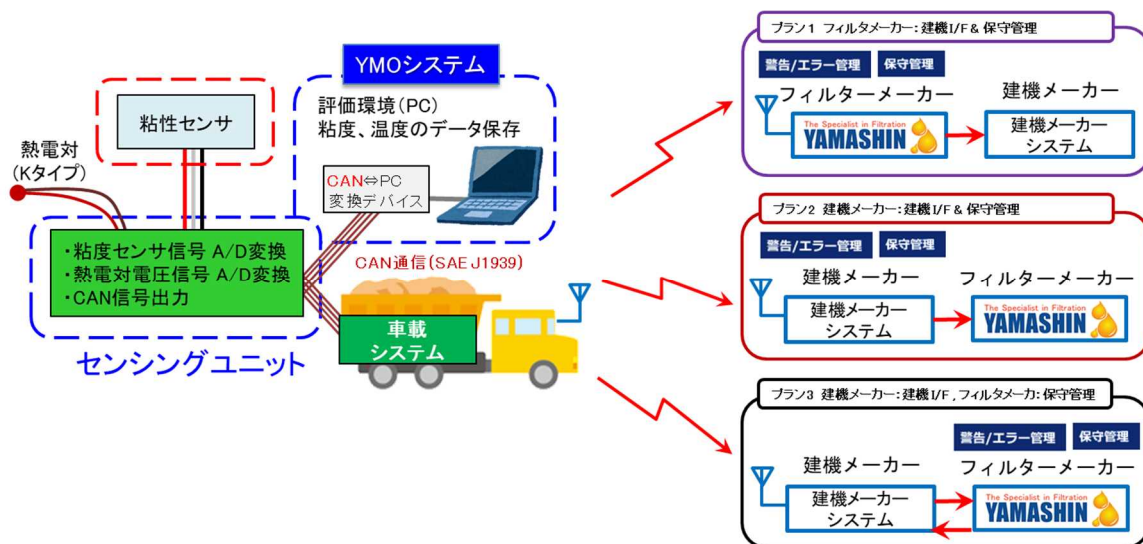 YMOシステム
評価環境(PC)
粘度、温度のデータ保存
粘性センサ
熱電対
(Kタイプ)
CAN⇔PC
変換デバイス
・粘度センサ信号 A/D変換
・熱電対電圧信号 A/D変換
・CAN信号出力
センシングユニット
CAN通信(SAE J1939)
車載
システム
プラン1 フィルタメーカー:建機I/F & 保守管理
警告/エラー管理
保守管理
フィルターメーカー
The Specialist in Filtration
YAMASHIN
建機メーカー
建機メーカー
システム
プラン2 建機メーカー:建機I/F & 保守管理
警告/エラー管理
保守管理
建機メーカー
建機メーカー
システム
フィルターメーカー
The Specialist in Filtration
YAMASHIN
プラン3 建機メーカー:建機I/F , フィルタメーカ:保守管理
警告/エラー管理
保守管理
建機メーカー
建機メーカー
システム
フィルターメーカー
The Specialist in Filtration
YAMASHIN